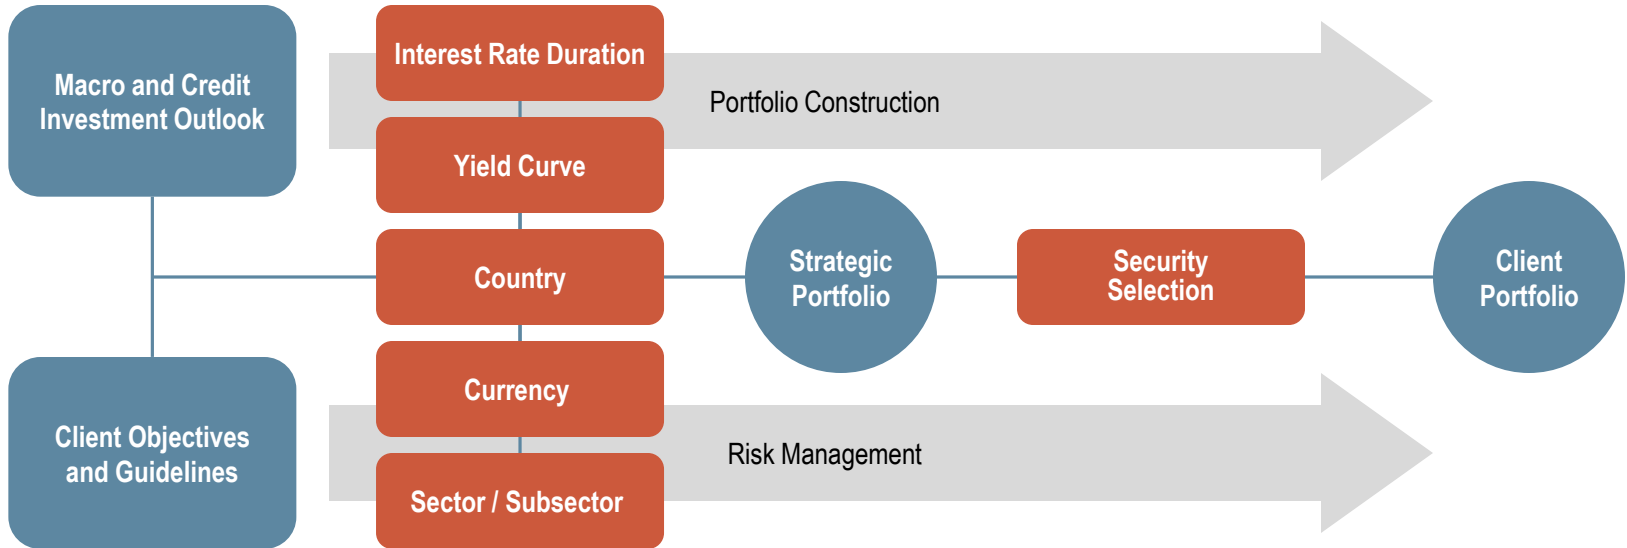 Macro and Credit
Investment Outlook
Client Objectives
and Guidelines
Interest Rate Duration
Yield Curve
Country
Currency
Sector / Subsector
Portfolio Construction
Strategic
Portfolio
Security
Selection
Client
Portfolio
Risk Management